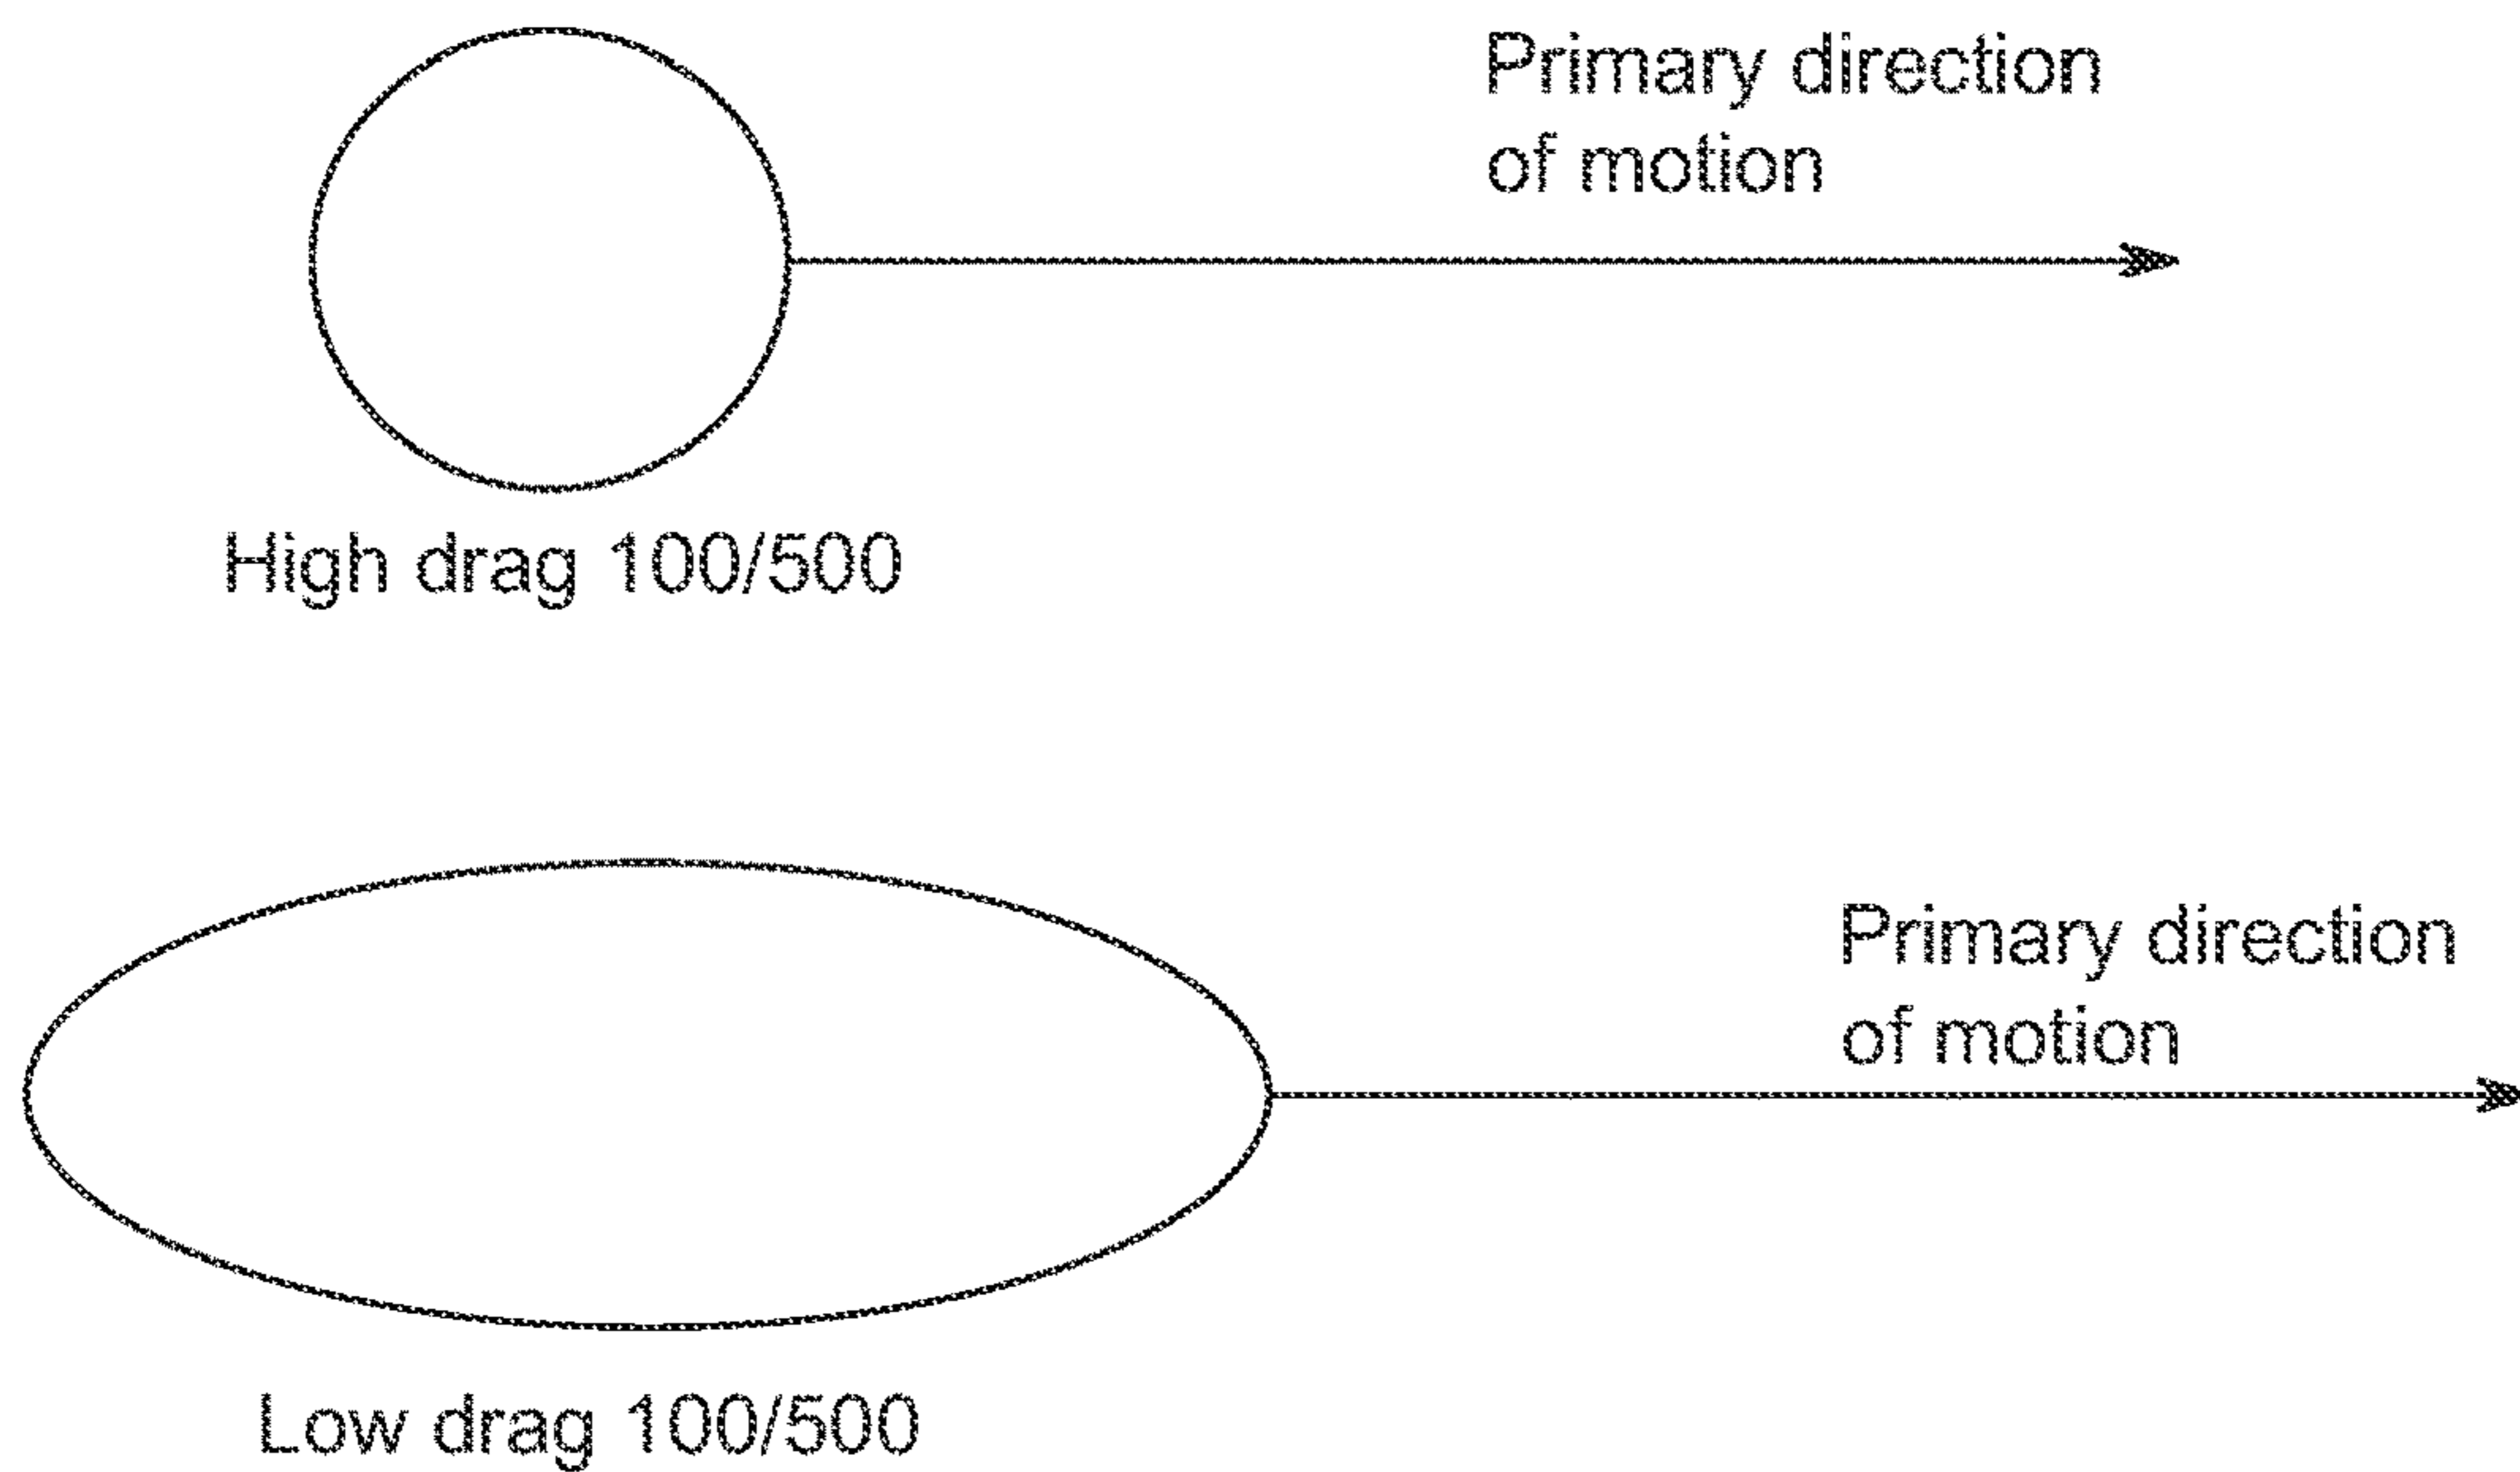 Primary direction
of motion
High drag 100/500
Primary direction
of motion
Low drag 100/500